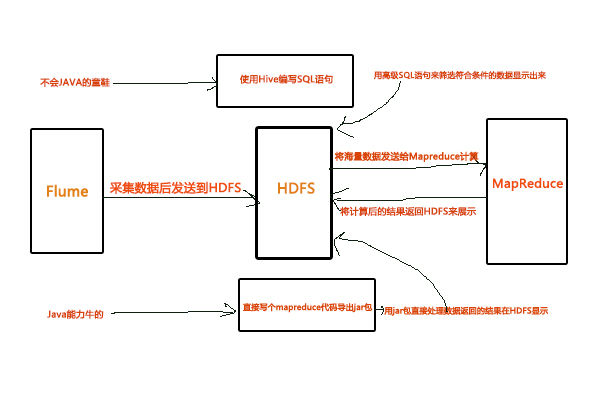 不会JAVA的童鞋
使用Hive编写SQL语句
用高级SQL语句来筛选符合条件的数据显示出来
将海量数据发送给Mapreduce计算
Flume
采集数据后发送到HDFS
HDFS
MapReduce
将计算后的结果返回HDFS来展示
Java能力牛的
直接写个mapreduce代码导出jar包
用jar包直接处理数据返回的结果在HDFS显示